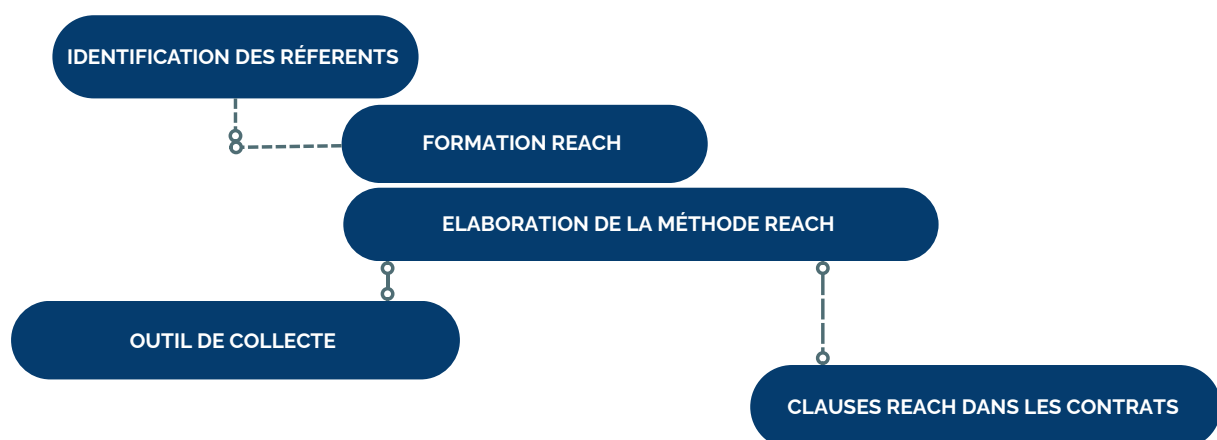 IDENTIFICATION DES RÉFERENTS
FORMATION REACH
ELABORATION DE LA MÉTHODE REACH
OUTIL DE COLLECTE
CLAUSES REACH DANS LES CONTRATS